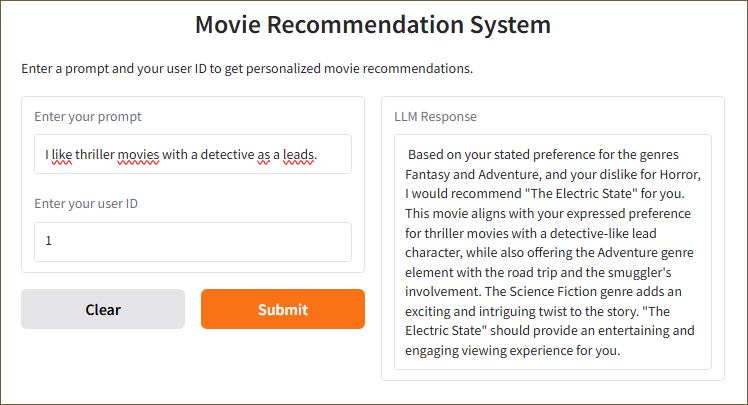 Movie Recommendation System
Enter a prompt and your user ID to get personalized movie recommendations.
Enter your prompt
I like thriller movies with a detective as a leads.
Enter your user ID
1
Clear
Submit
LLM Response
Based on your stated preference for the genres
Fantasy and Adventure, and your dislike for Horror,
I would recommend "The Electric State" for you.
This movie aligns with your expressed preference
for thriller movies with a detective-like lead
character, while also offering the Adventure genre
element with the road trip and the smuggler's
involvement. The Science Fiction genre adds an
exciting and intriguing twist to the story. "The
Electric State" should provide an entertaining and
engaging viewing experience for you.